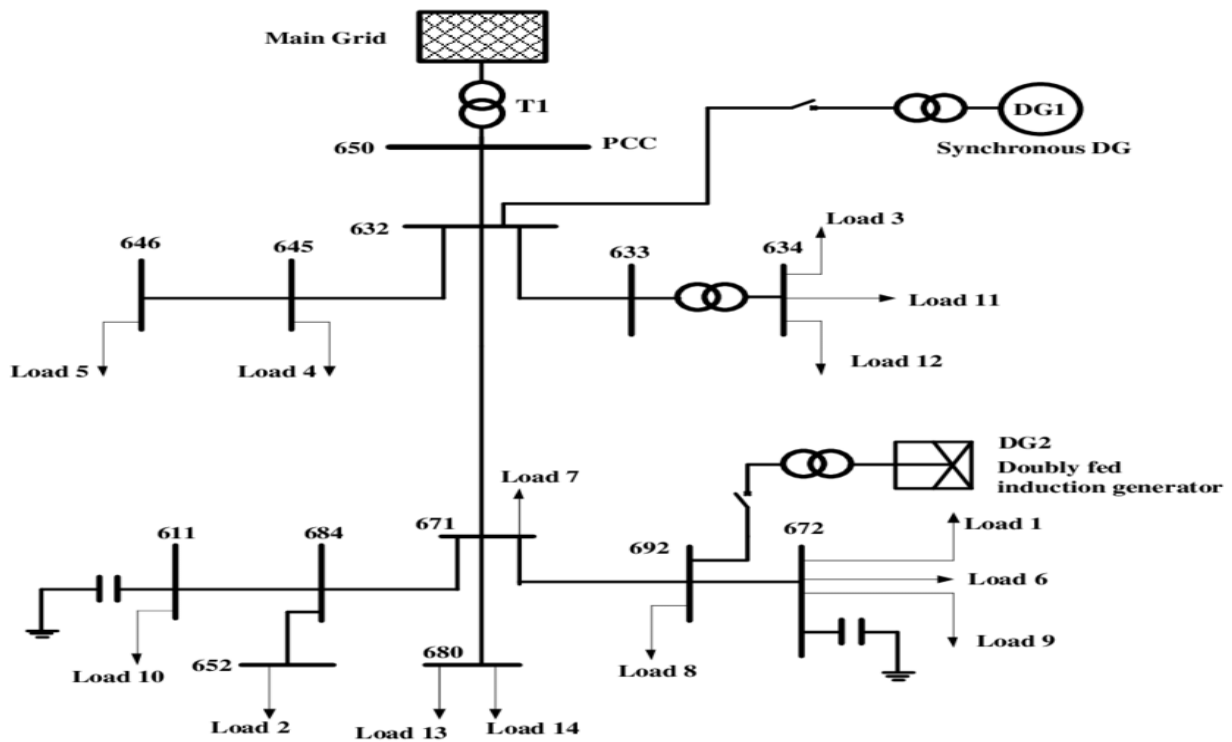 Main Grid
T1
DG1
650
PCC
Synchronous DG
632
Load 3
646
645
633
634
Load 11
Load 5
Load 4
Load 12
DG2
Doubly fed
induction generator
Load 7
Load 1
611
684
671
692
672
Load 6
Load 9
652
680
Load 10
Load 8
Load 2
Load 13
Load 14